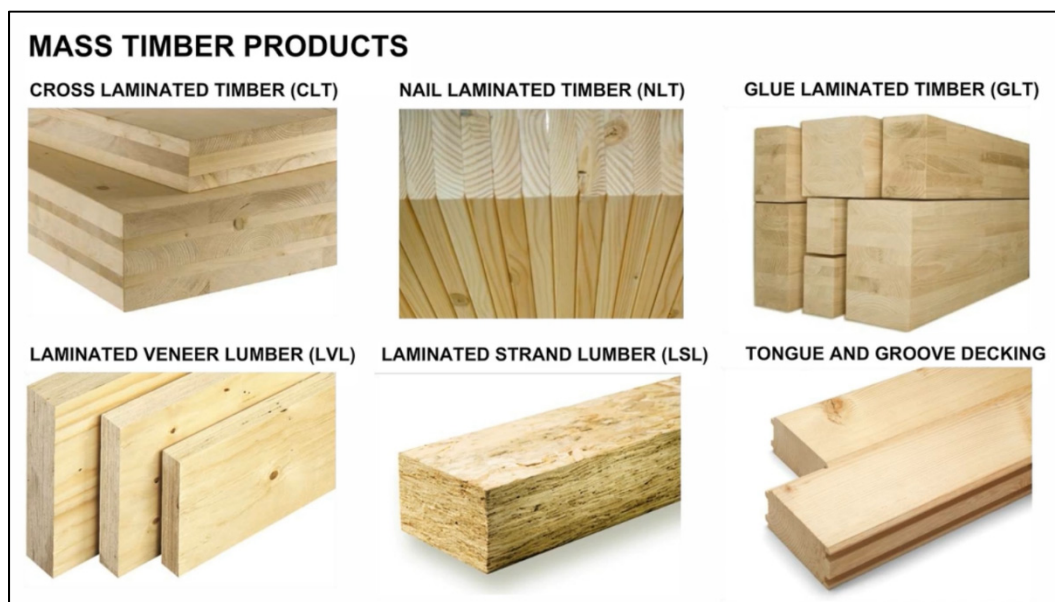 MASS TIMBER PRODUCTS
CROSS LAMINATED TIMBER (CLT)
NAIL LAMINATED TIMBER (NLT)
GLUE LAMINATED TIMBER (GLT)
LAMINATED VENEER LUMBER (LVL)
LAMINATED STRAND LUMBER (LSL)
TONGUE AND GROOVE DECKING